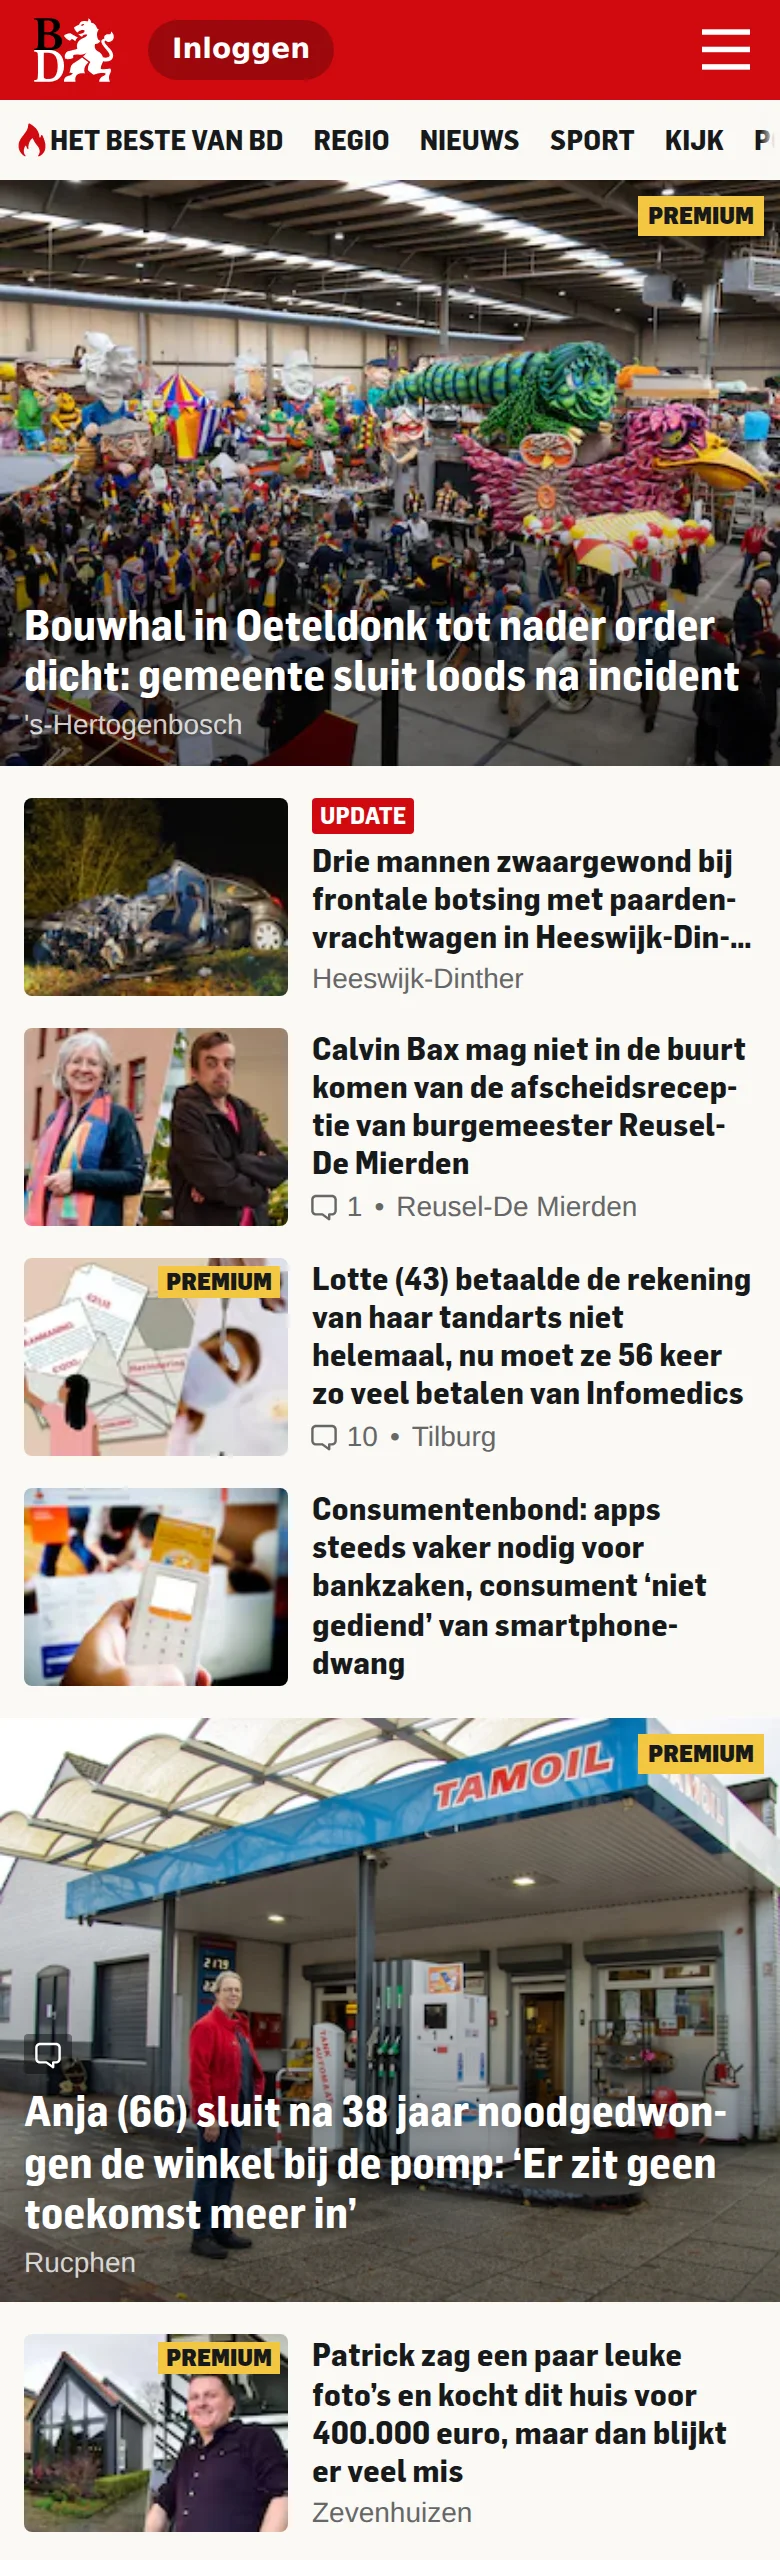 B
D
Inloggen
HET BESTE VAN BD REGIO NIEUWS SPORT KIJK
PREMIUM
Bouwhal in Oeteldonk tot nader order
dicht: gemeente sluit loods na incident
's-Hertogenbosch
UPDATE
Drie mannen zwaargewond bij
frontale botsing met paarden-
vrachtwagen in Heeswijk-Din-...
Heeswijk-Dinther
Calvin Bax mag niet in de buurt
komen van de afscheidsrecep-
tie van burgemeester Reusel-
De Mierden
1 • Reusel-De Mierden
PREMIUM
Lotte (43) betaalde de rekening
van haar tandarts niet
helemaal, nu moet ze 56 keer
zo veel betalen van Infomedics
10 • Tilburg
Consumentenbond: apps
steeds vaker nodig voor
bankzaken, consument ‘niet
gediend’ van smartphone-
dwang
PREMIUM
TAMOIL
Anja (66) sluit na 38 jaar noodgedwon-
gen de winkel bij de pomp: ‘Er zit geen
toekomst meer in’
Rucphen
PREMIUM
Patrick zag een paar leuke
foto’s en kocht dit huis voor
400.000 euro, maar dan blijkt
er veel mis
Zevenhuizen